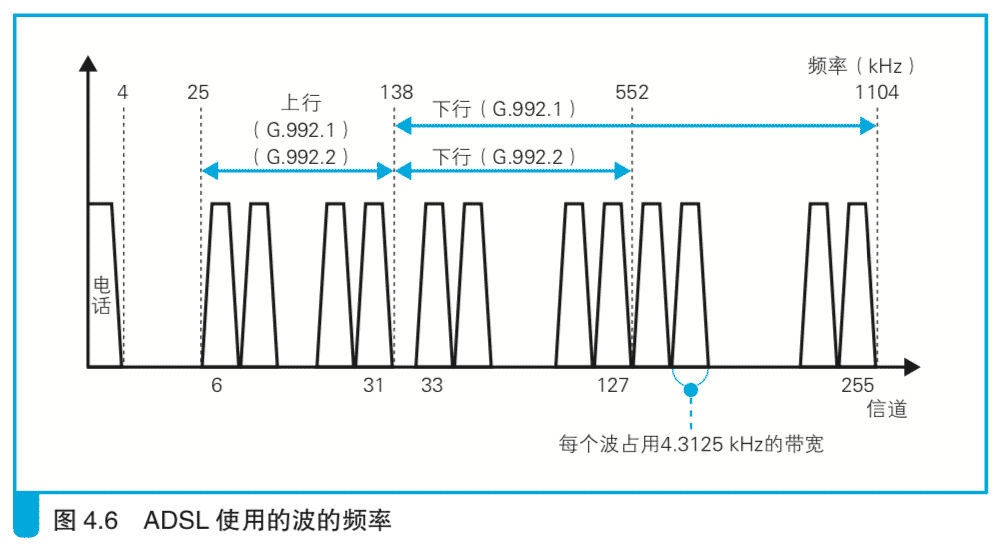 频率（kHz）
4
25
138
552
1104
上行
（G.992.1）
（G.992.2）
下行（G.992.1）
下行（G.992.2）
电
话
6
31
33
127
255
信道
每个波占用4.3125 kHz的带宽
图 4.6 ADSL 使用的波的频率